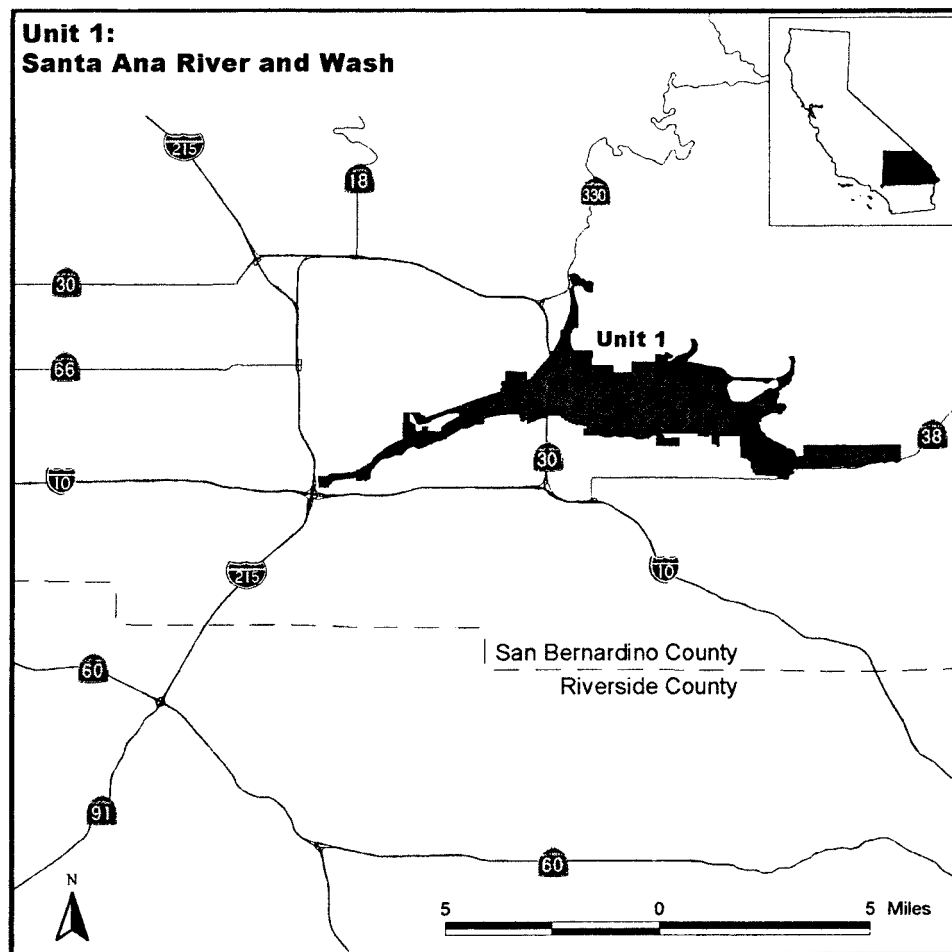 Unit 1:
Santa Ana River and Wash
215
18
330
30
66
Unit 1
38
10
30
215
10
San Bernardino County
Riverside County
60
91
60
N
5 0 5 Miles